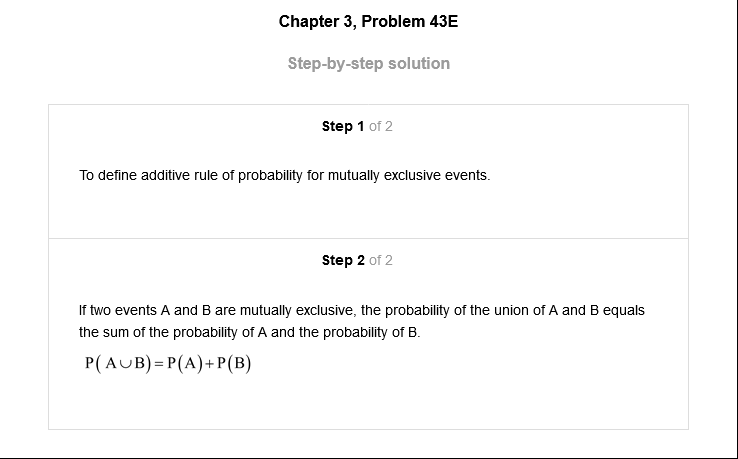 Chapter 3, Problem 43E
Step-by-step solution
Step 1 of 2
To define additive rule of probability for mutually exclusive events.
Step 2 of 2
If two events A and B are mutually exclusive, the probability of the union of A and B equals
the sum of the probability of A and the probability of B.
P(A∪B)=P(A)+P(B)